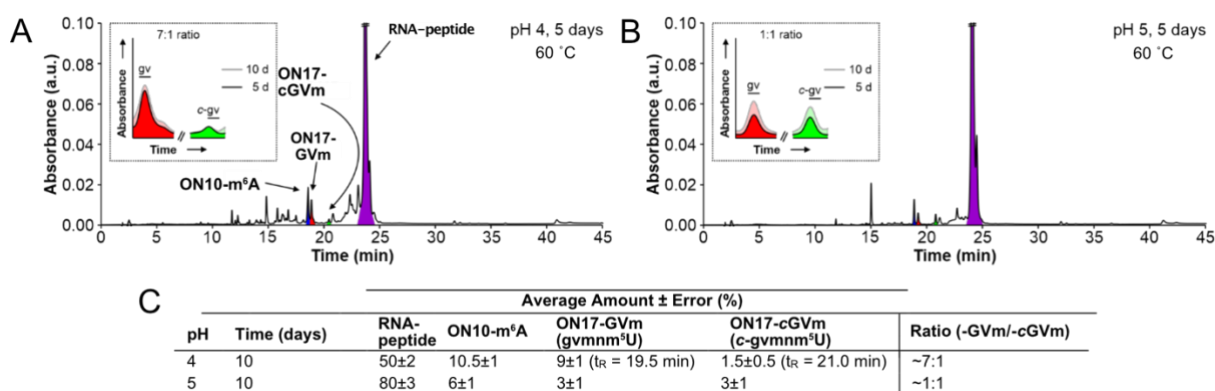 A
7:1 ratio
gv
10 d
5 d
c-gv
Absorbance
Time
RNA–peptide
pH 4, 5 days
60 ˚C
ON17-
cGVm
ON17-
GVm
ON10-m⁶A
Absorbance (a.u.)
0.10
0.08
0.06
0.04
0.02
0.00
0 5 10 15 20 25 30 35 40 45
Time (min)
B
1:1 ratio
gv
10 d
5 d
c-gv
Absorbance
Time
pH 5, 5 days
60 ˚C
Absorbance (a.u.)
0.10
0.08
0.06
0.04
0.02
0.00
0 5 10 15 20 25 30 35 40 45
Time (min)
C
Average Amount ± Error (%)
pH Time (days) RNA-peptide ON10-m⁶A ON17-GVm (gvmnm⁵U) ON17-cGVm (c-gvmnm⁵U) Ratio (-GVm/-cGVm)
4 10 50±2 10.5±1 9±1 (tR = 19.5 min) 1.5±0.5 (tR = 21.0 min) ~7:1
5 10 80±3 6±1 3±1 3±1 ~1:1